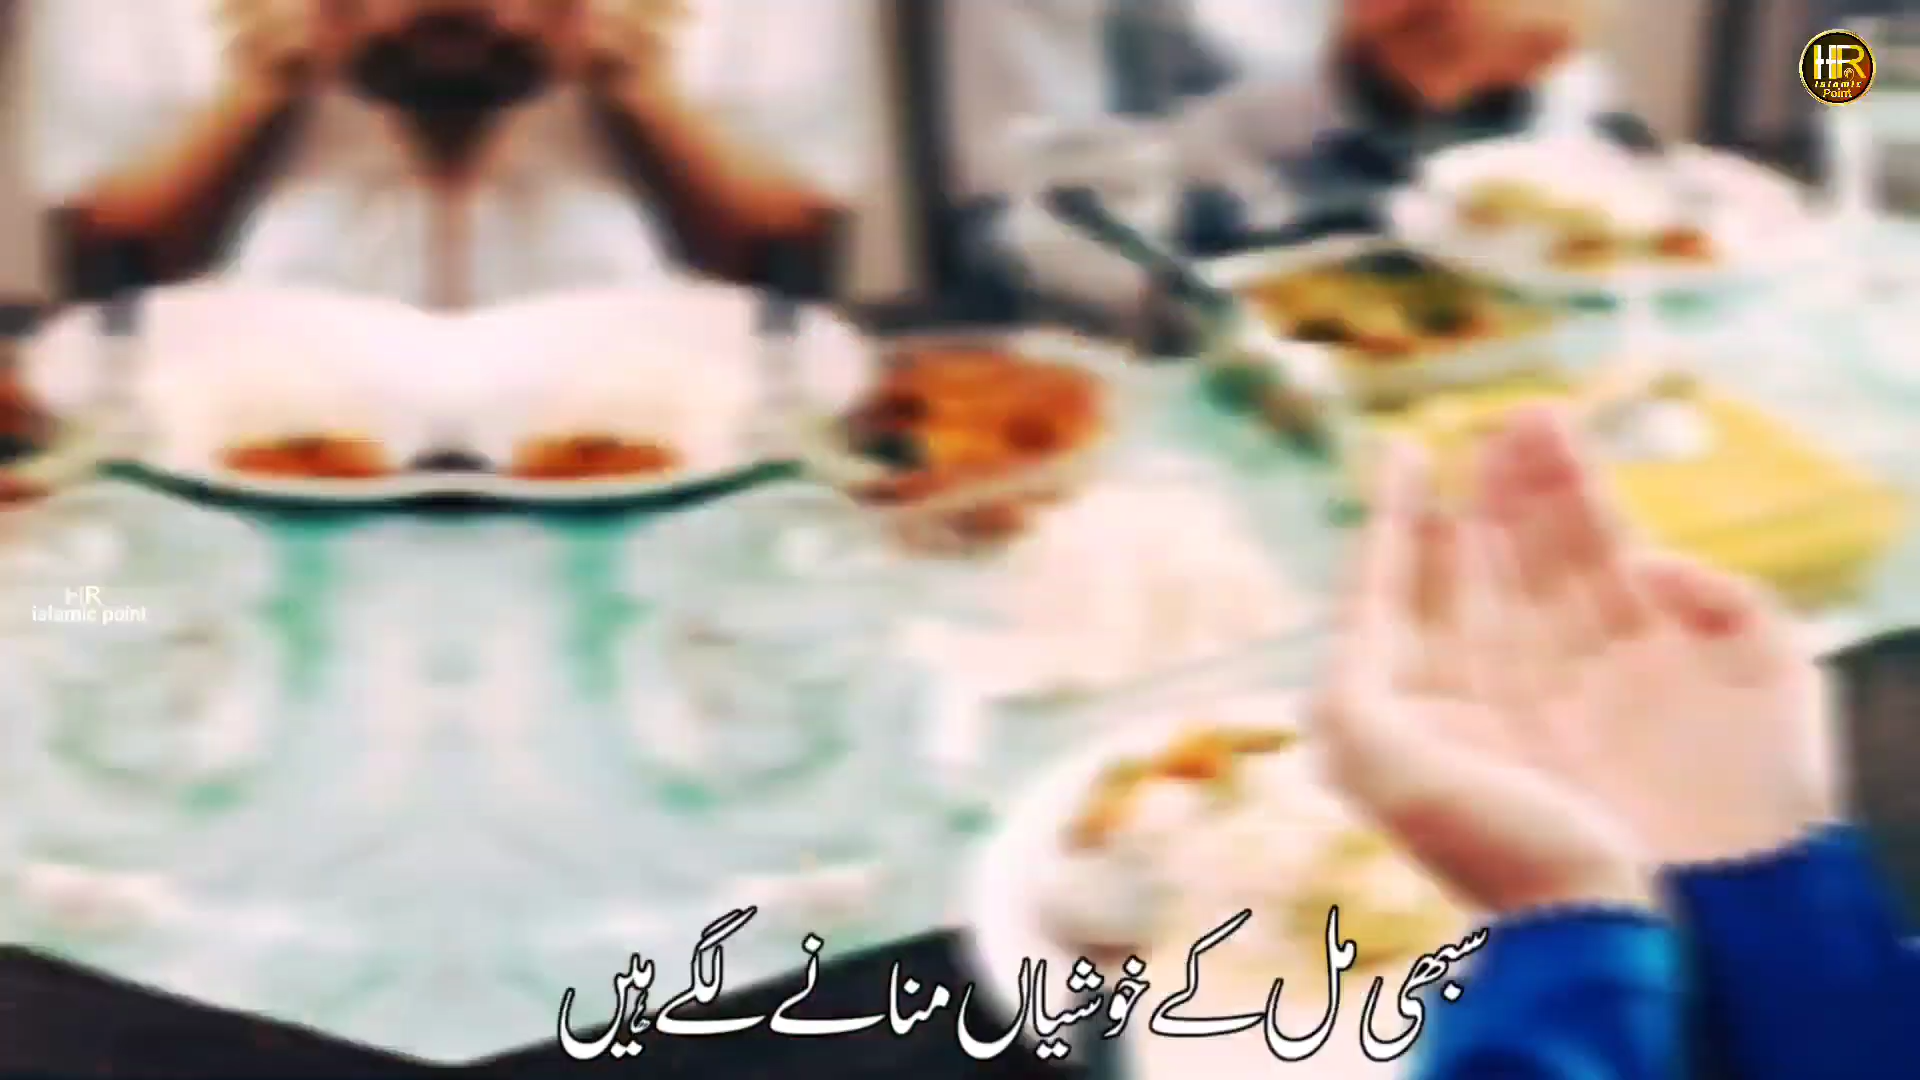 HR
islamic
Point
HR
islamic point
سبھی مل کے خوشیاں منانے لگے ہیں